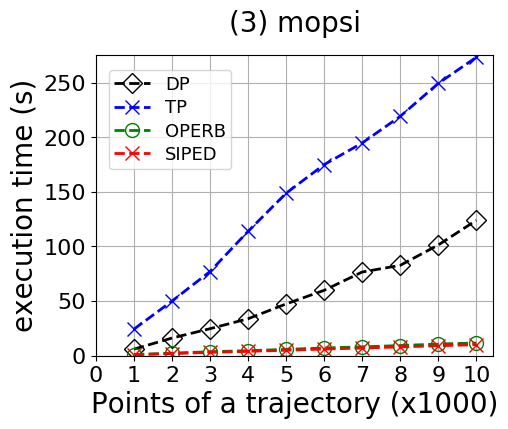 (3) mopsi
execution time (s)
250
200
150
100
50
0
DP
TP
OPERB
SIPED
0 1 2 3 4 5 6 7 8 9 10
Points of a trajectory (x1000)